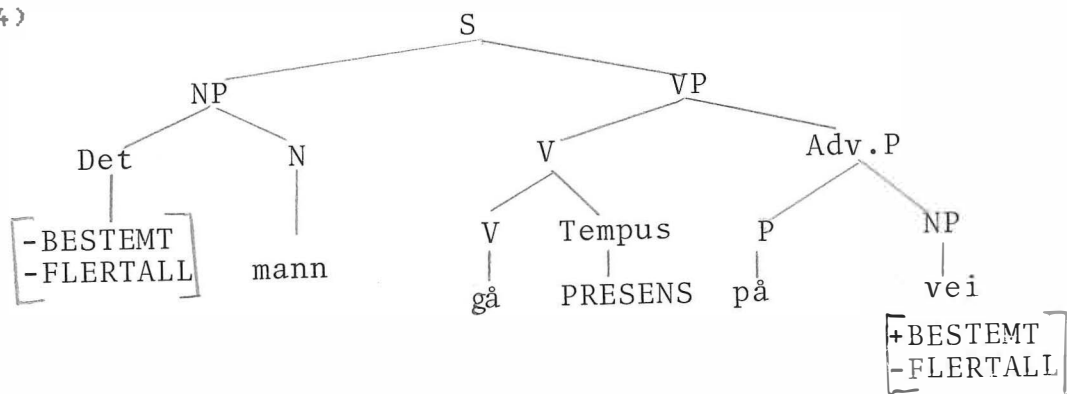 4)
S
NP VP
Det N V Adv.P
V Tempus P NP
-BESTEMT
-FLERTALL mann gå PRESENS på vei
+BESTEMT
-FLERTALL